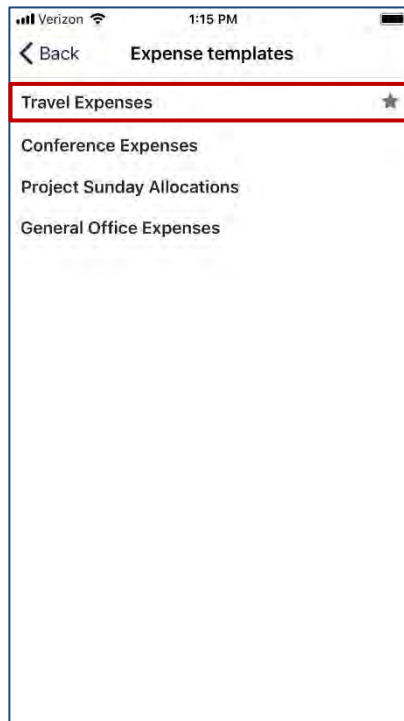 Verizon 1:15 PM
Back Expense templates
Travel Expenses
Conference Expenses
Project Sunday Allocations
General Office Expenses